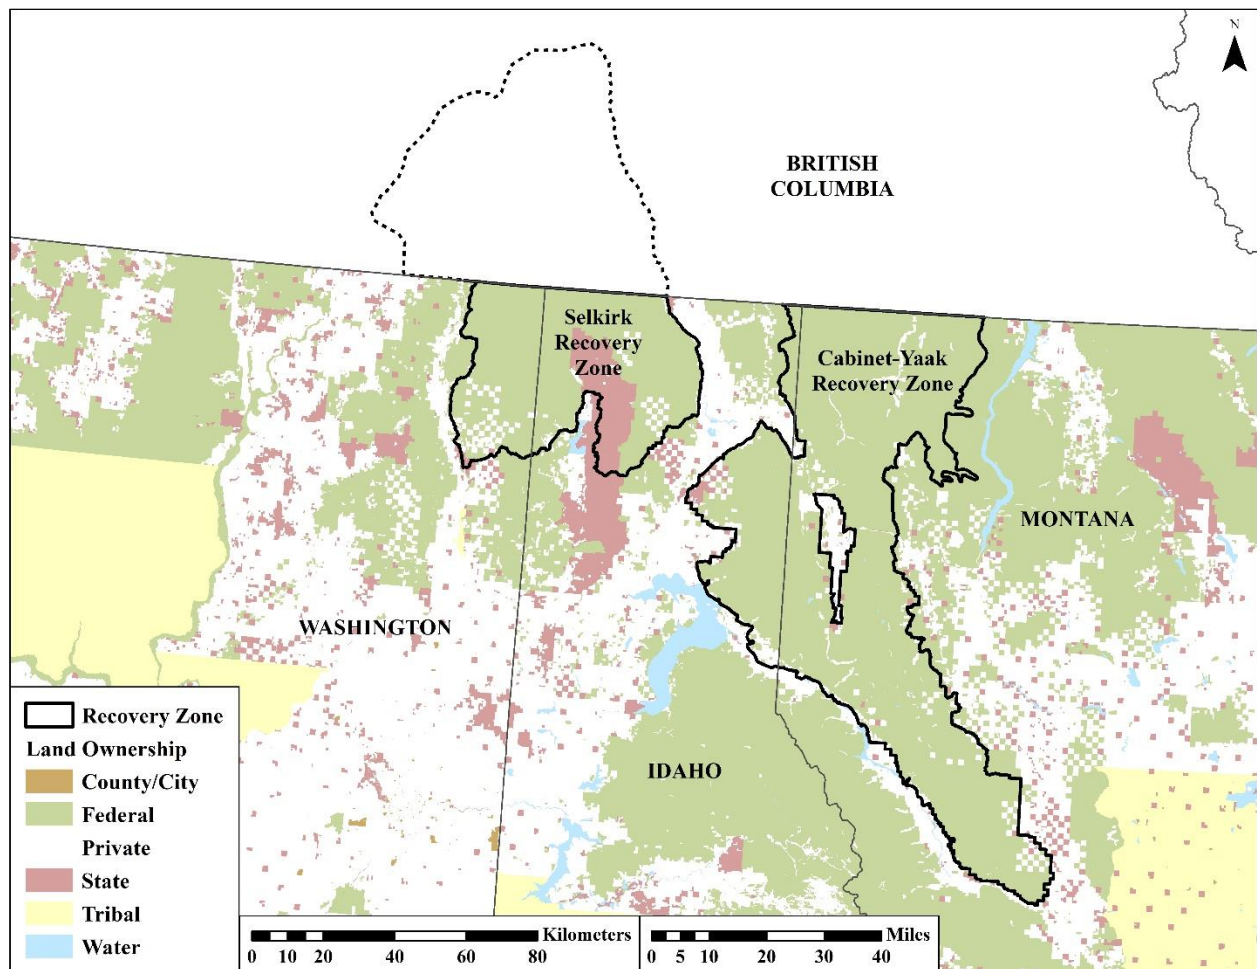 N
BRITISH
COLUMBIA
Selkirk
Recovery
Zone
Cabinet-Yaak
Recovery Zone
MONTANA
WASHINGTON
IDAHO
Recovery Zone
Land Ownership
County/City
Federal
Private
State
Tribal
Water
Kilometers
0 10 20 40 60 80
Miles
0 5 10 20 30 40